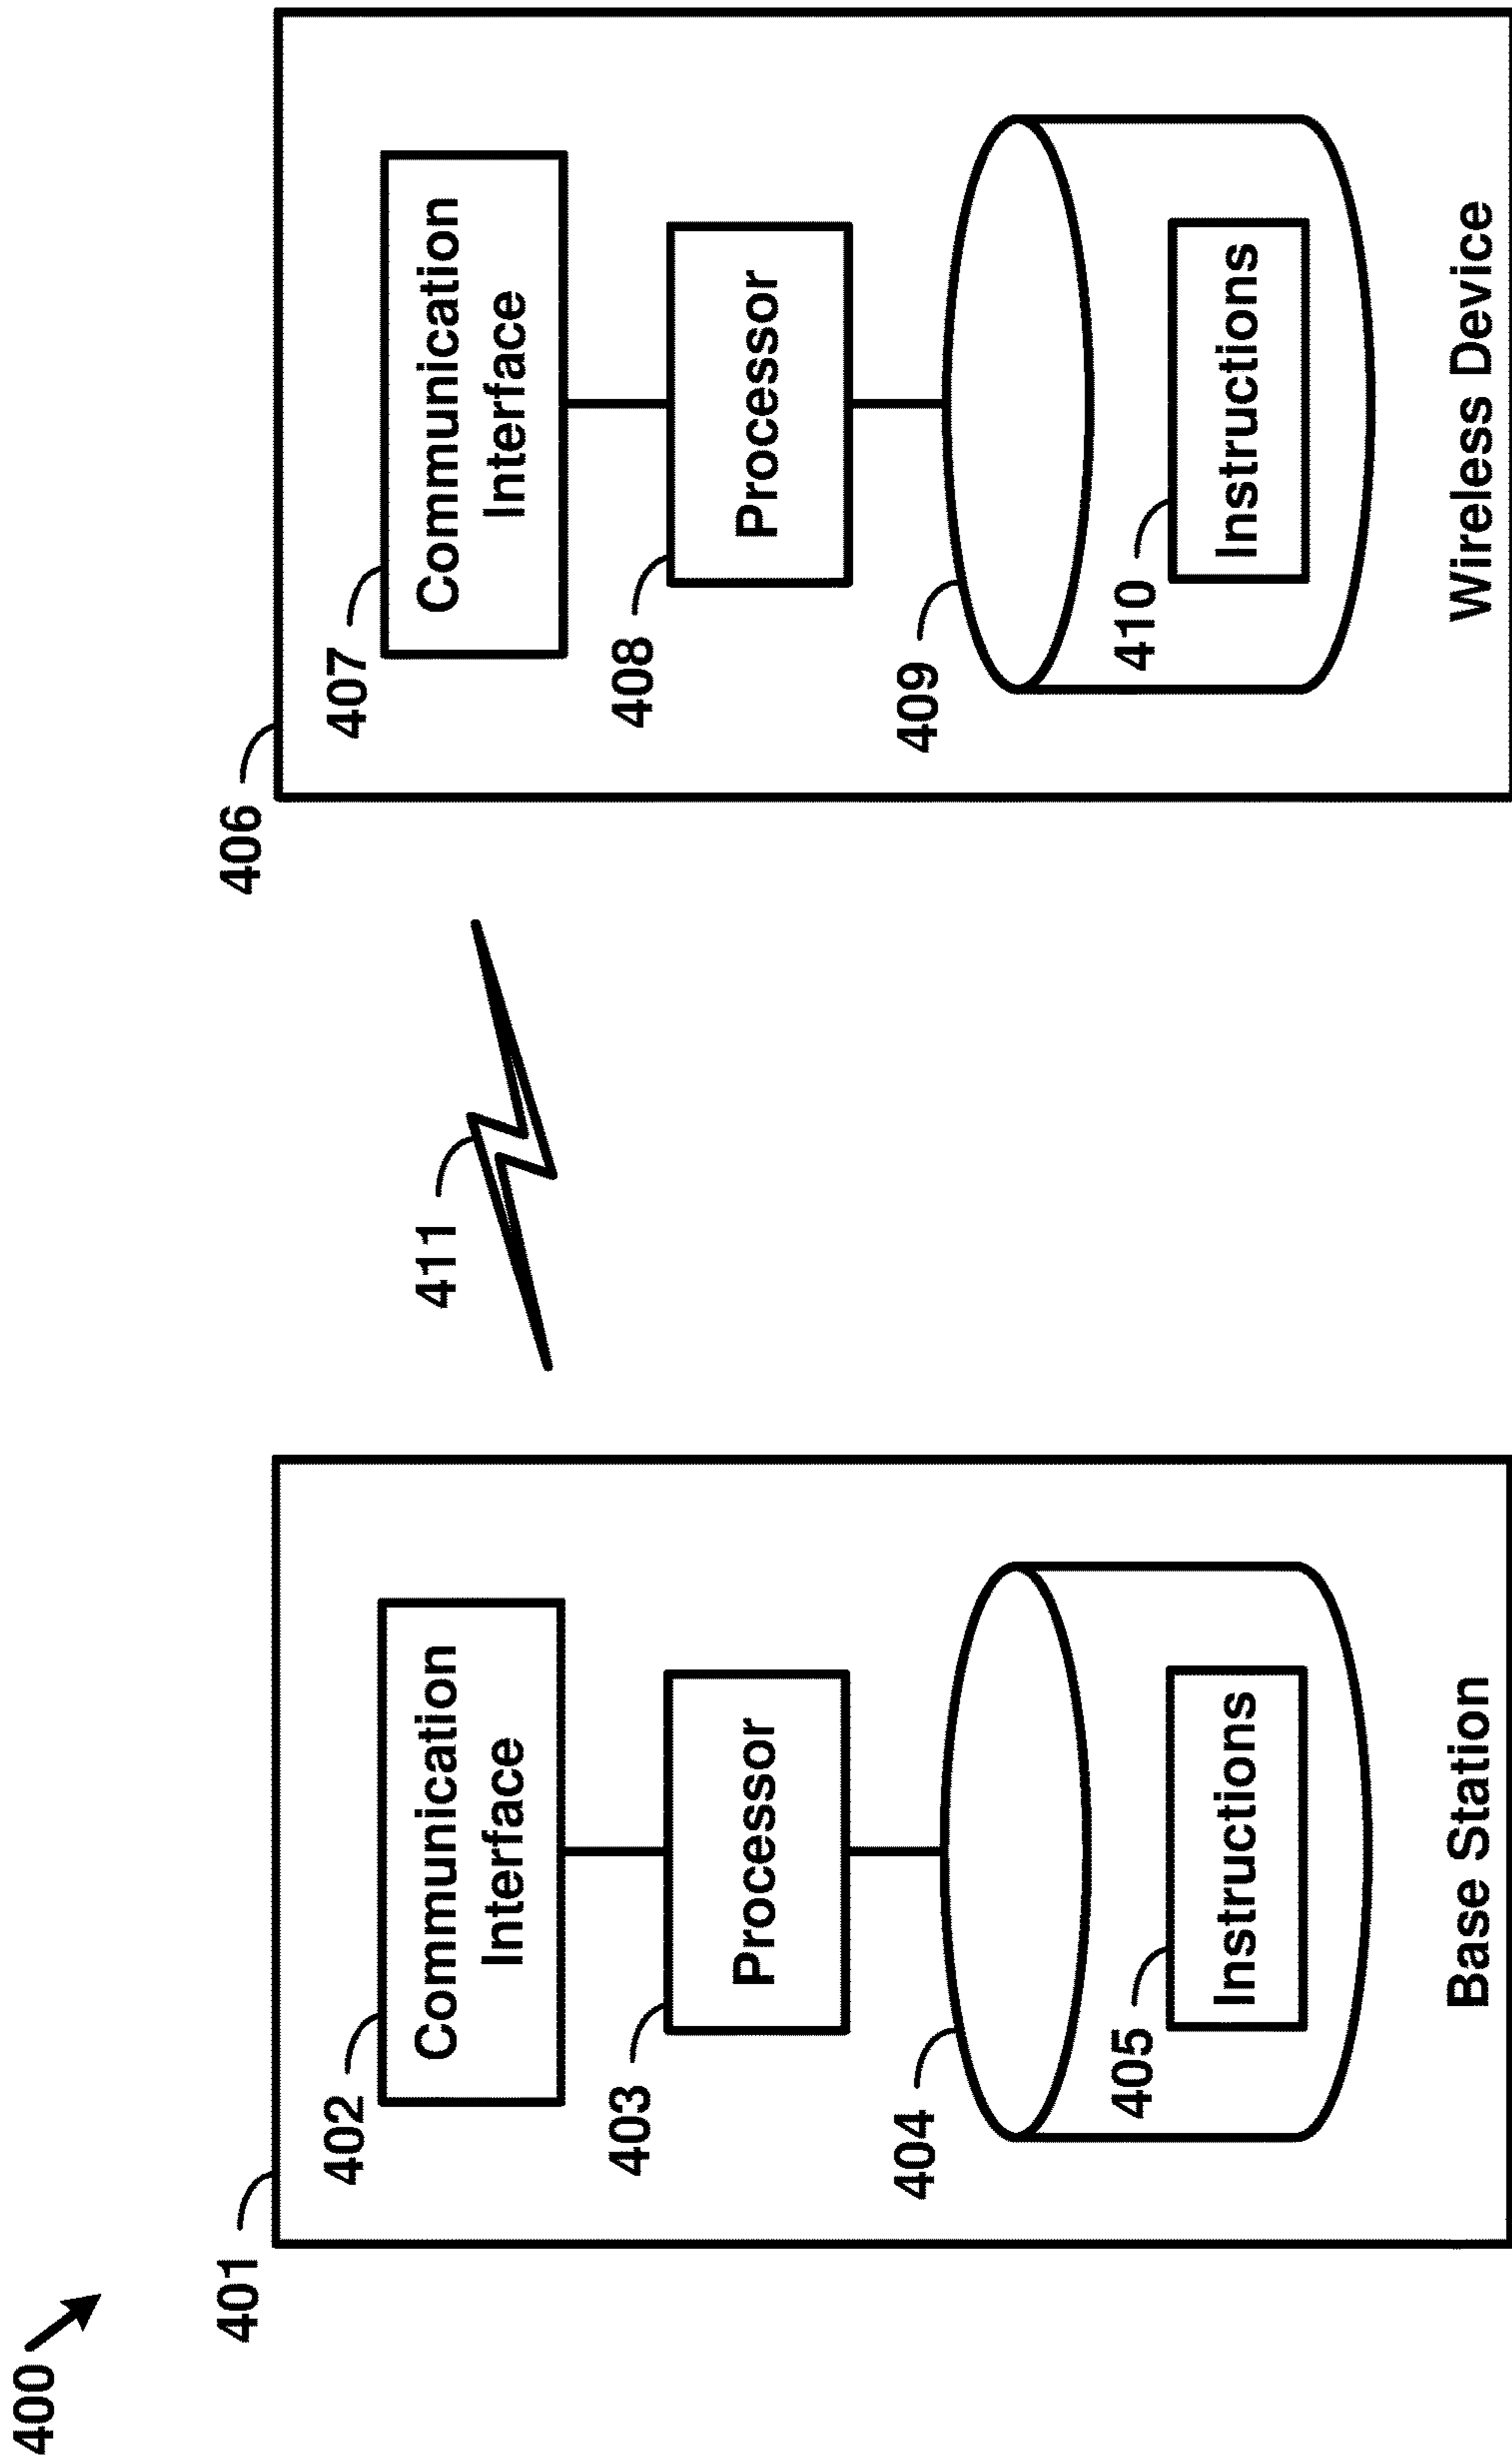 400
401
402
Communication
Interface
403
Processor
404
405
Instructions
Base Station
411
406
407
Communication
Interface
408
Processor
409
410
Instructions
Wireless Device